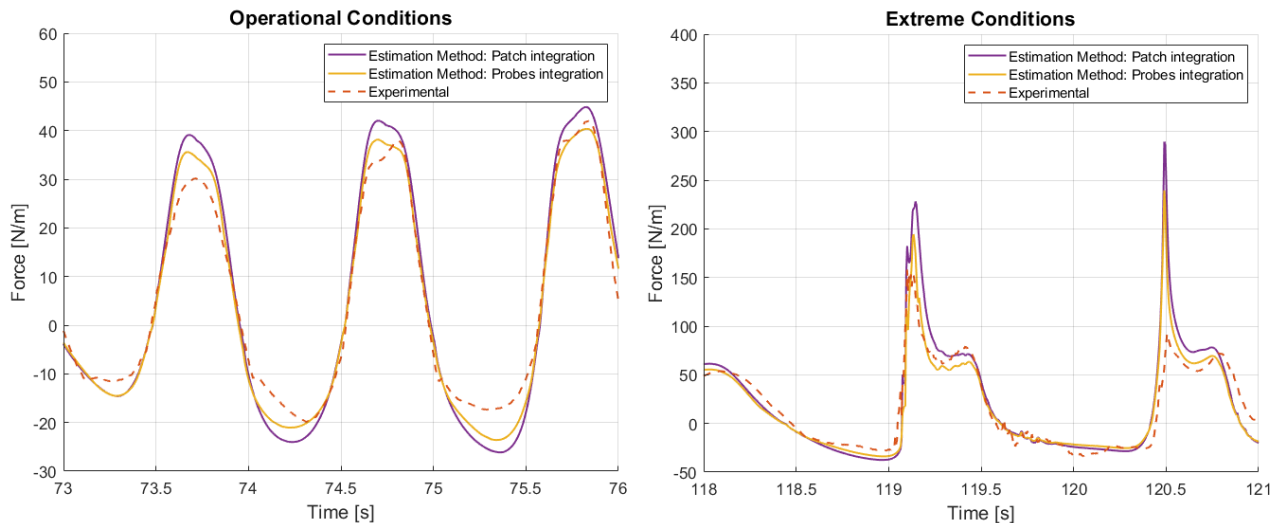 Operational Conditions
60
50
40
30
20
10
0
-10
-20
-30
Force [N/m]
Estimation Method: Patch integration
Estimation Method: Probes integration
Experimental
73
73.5
74
74.5
75
75.5
76
Time [s]
Extreme Conditions
400
350
300
250
200
150
100
50
0
-50
Force [N/m]
Estimation Method: Patch integration
Estimation Method: Probes integration
Experimental
118
118.5
119
119.5
120
120.5
121
Time [s]